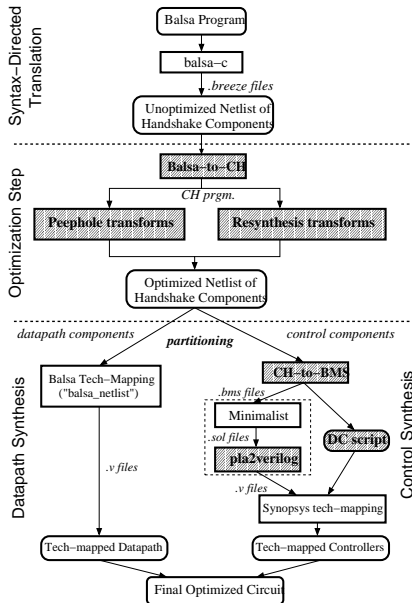 Balsa Program
balsa-c
.breeze files
Unoptimized Netlist of
Handshake Components
Syntax-Directed
Translation
Balsa-to-CH
CH prgm.
Peephole transforms
Resynthesis transforms
Optimized Netlist of
Handshake Components
Optimization Step
datapath components
partitioning
control components
Balsa Tech-Mapping
("balsa_netlist")
CH-to-BMS
.bms files
Minimalist
.sol files
pla2verilog
DC script
.v files
.v files
Synopsys tech-mapping
Datapath Synthesis
Control Synthesis
Tech-mapped Datapath
Tech-mapped Controllers
Final Optimized Circuit